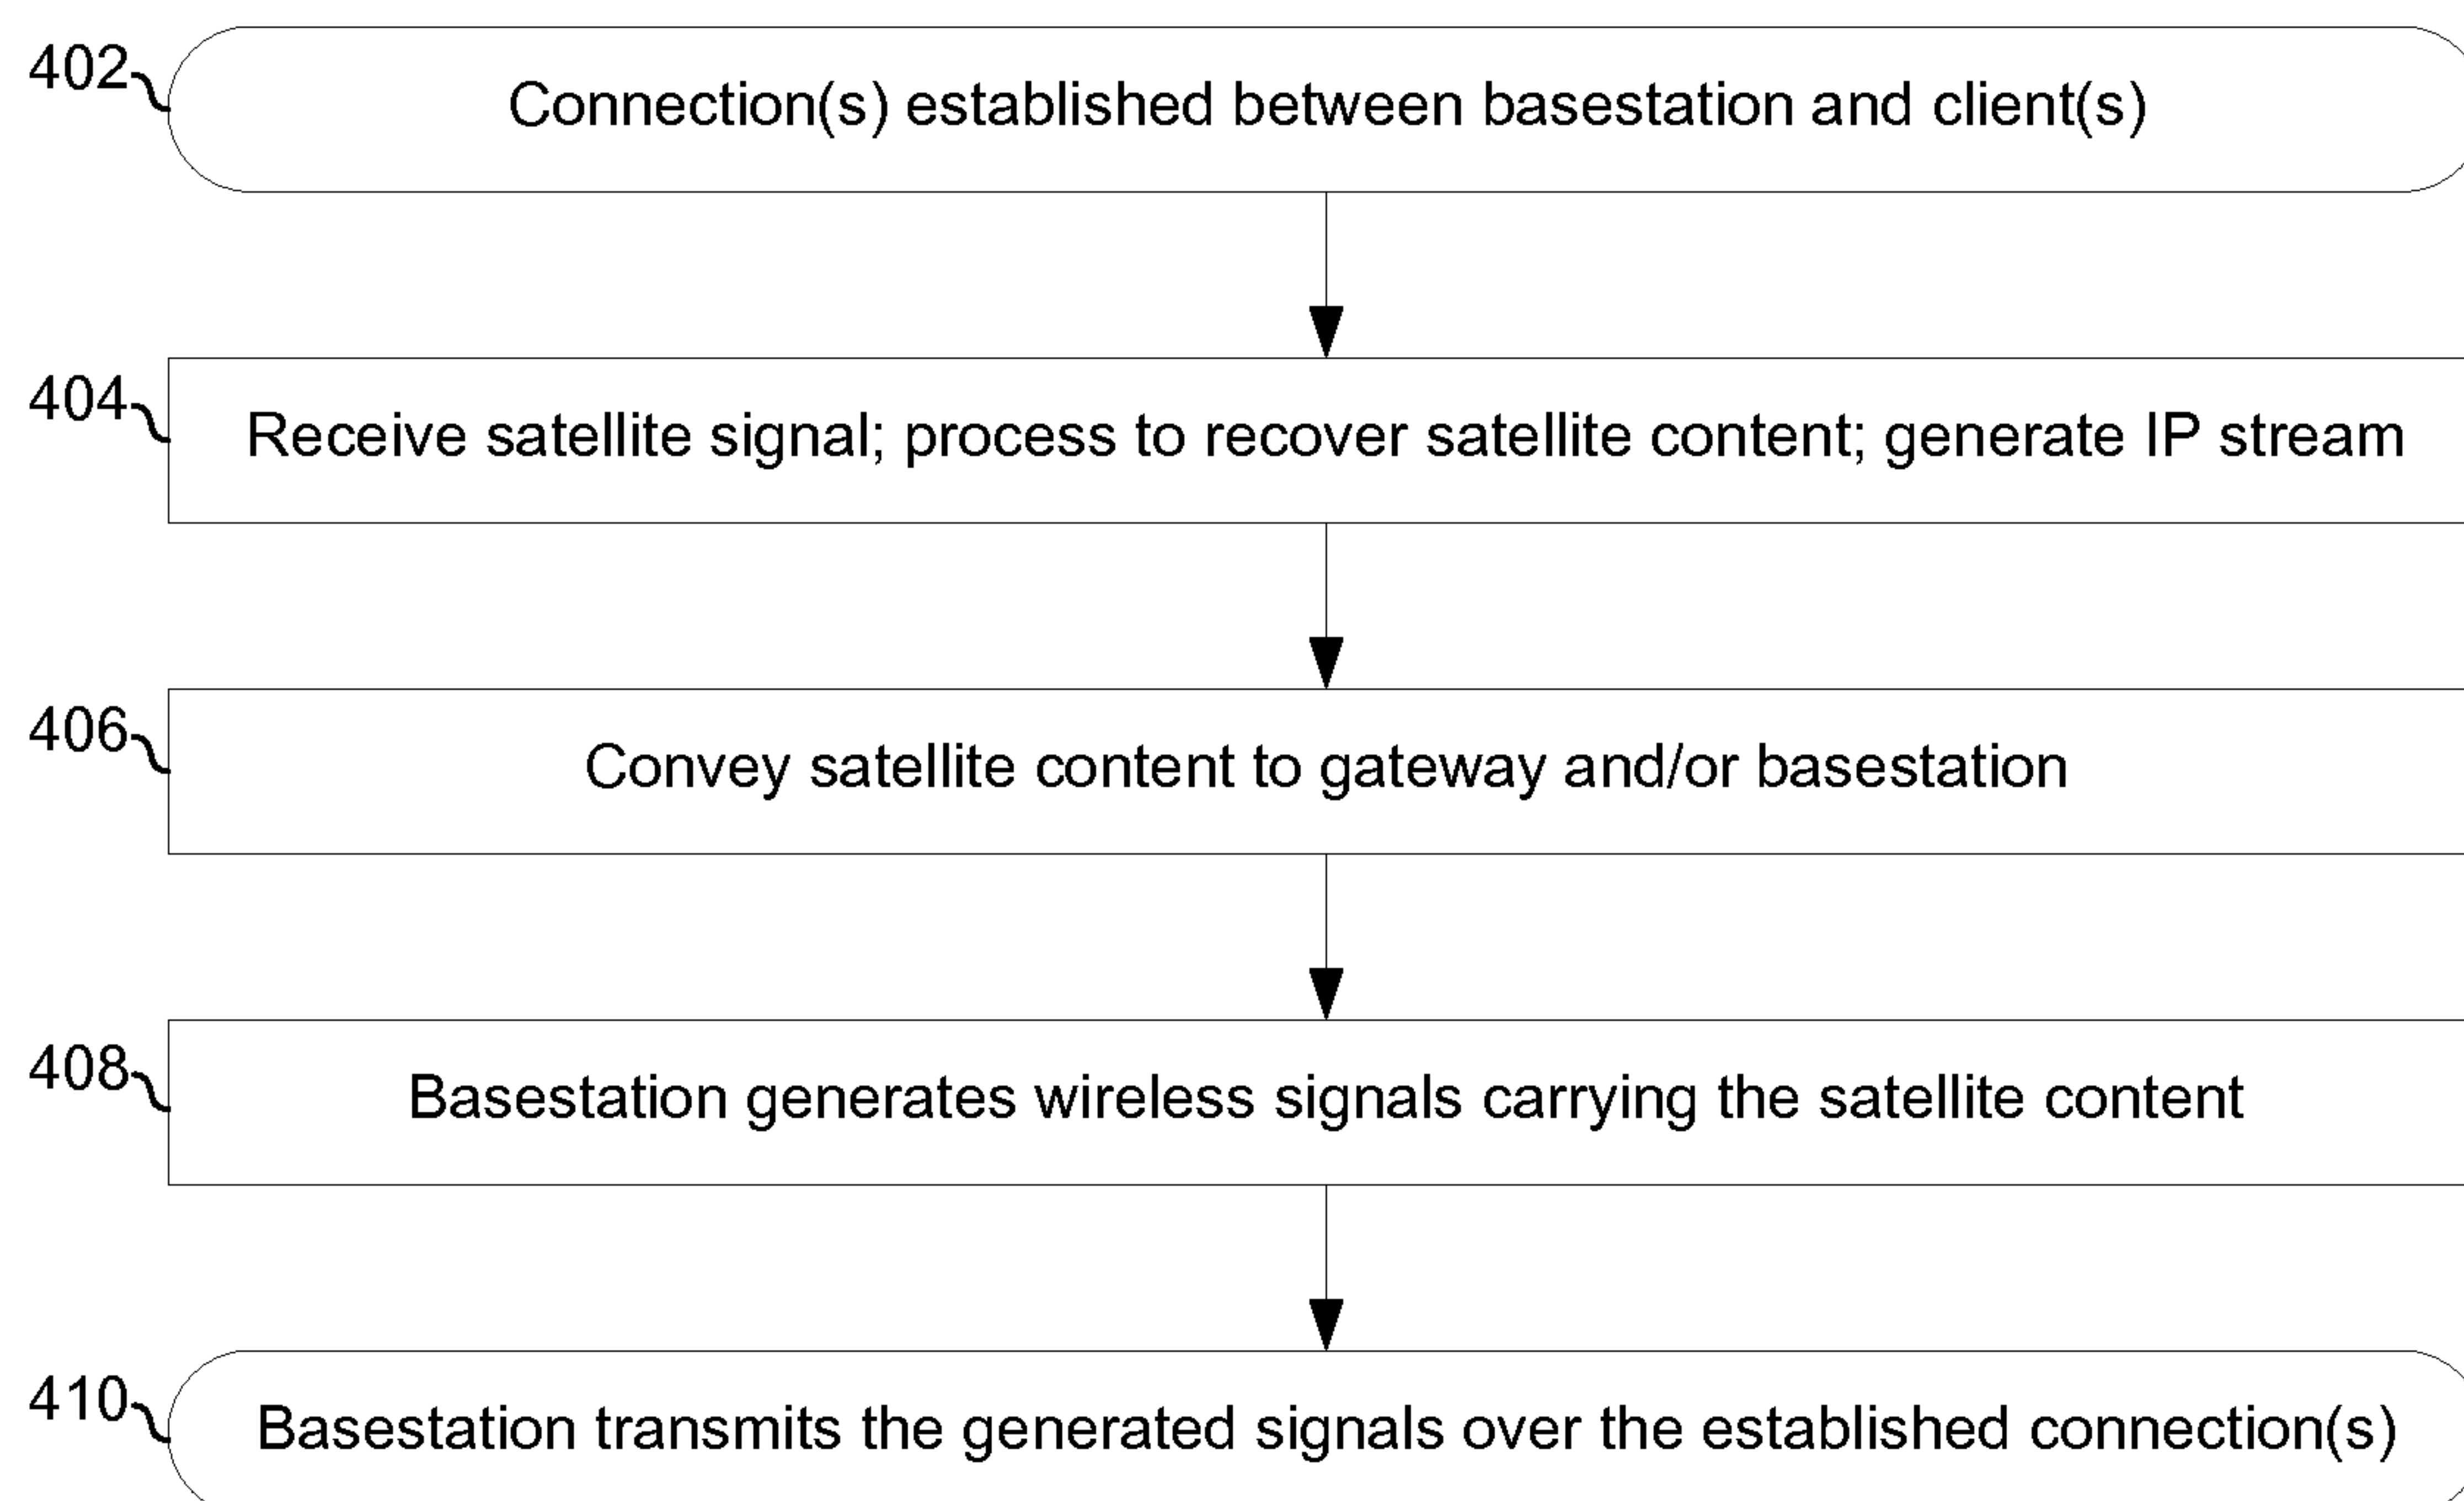 402
Connection(s) established between basestation and client(s)
404
Receive satellite signal; process to recover satellite content; generate IP stream
406
Convey satellite content to gateway and/or basestation
408
Basestation generates wireless signals carrying the satellite content
410
Basestation transmits the generated signals over the established connection(s)